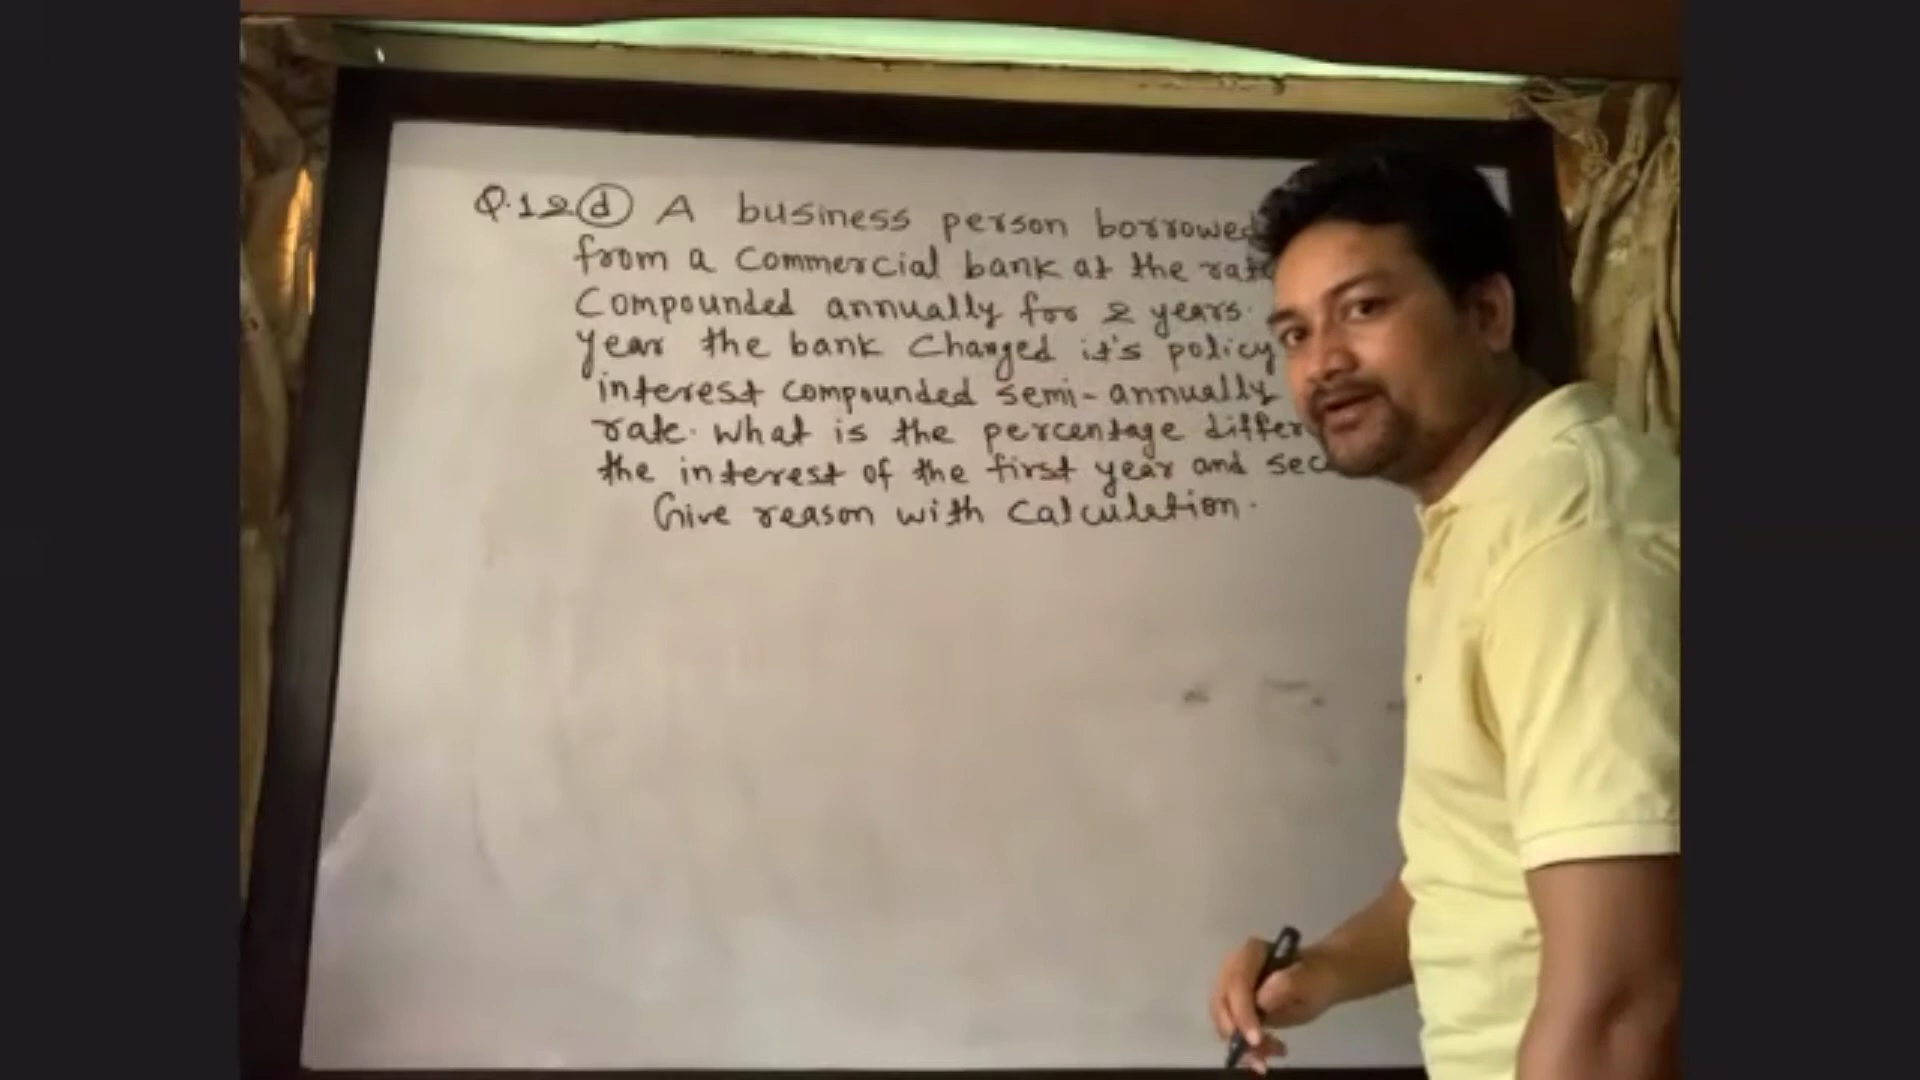 Q.12 (d) A business person borrowed
from a commercial bank at the rate
Compounded annually for 2 years.
year the bank changed it's policy
interest compounded semi-annually
rate. What is the percentage
the interest of the first year and
Give reason with calculation.